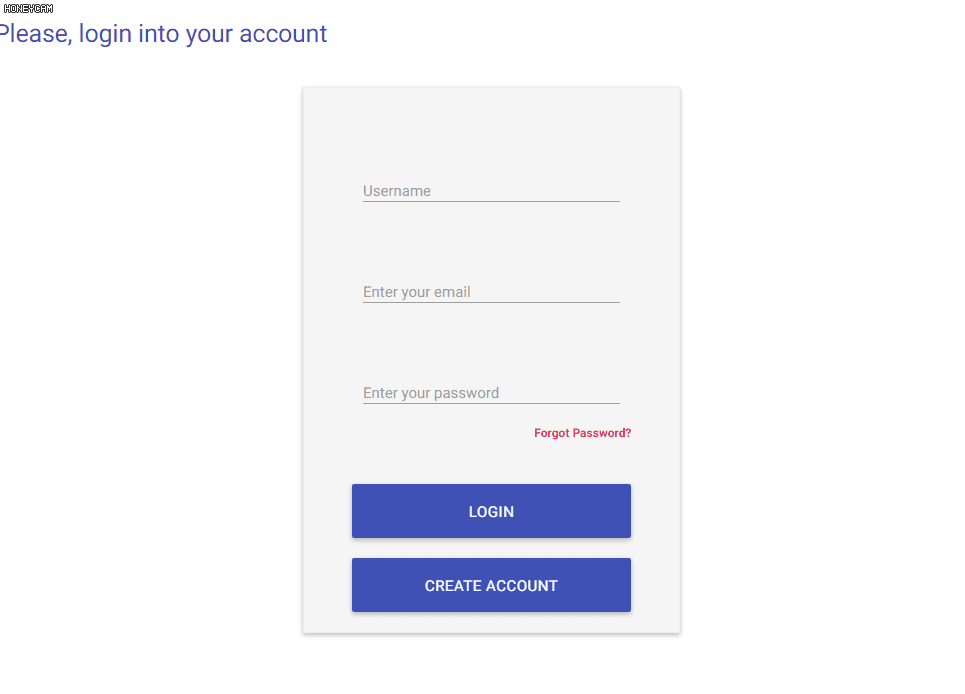 HONEYCAM
Please, login into your account
Username
Enter your email
Enter your password
Forgot Password?
LOGIN
CREATE ACCOUNT